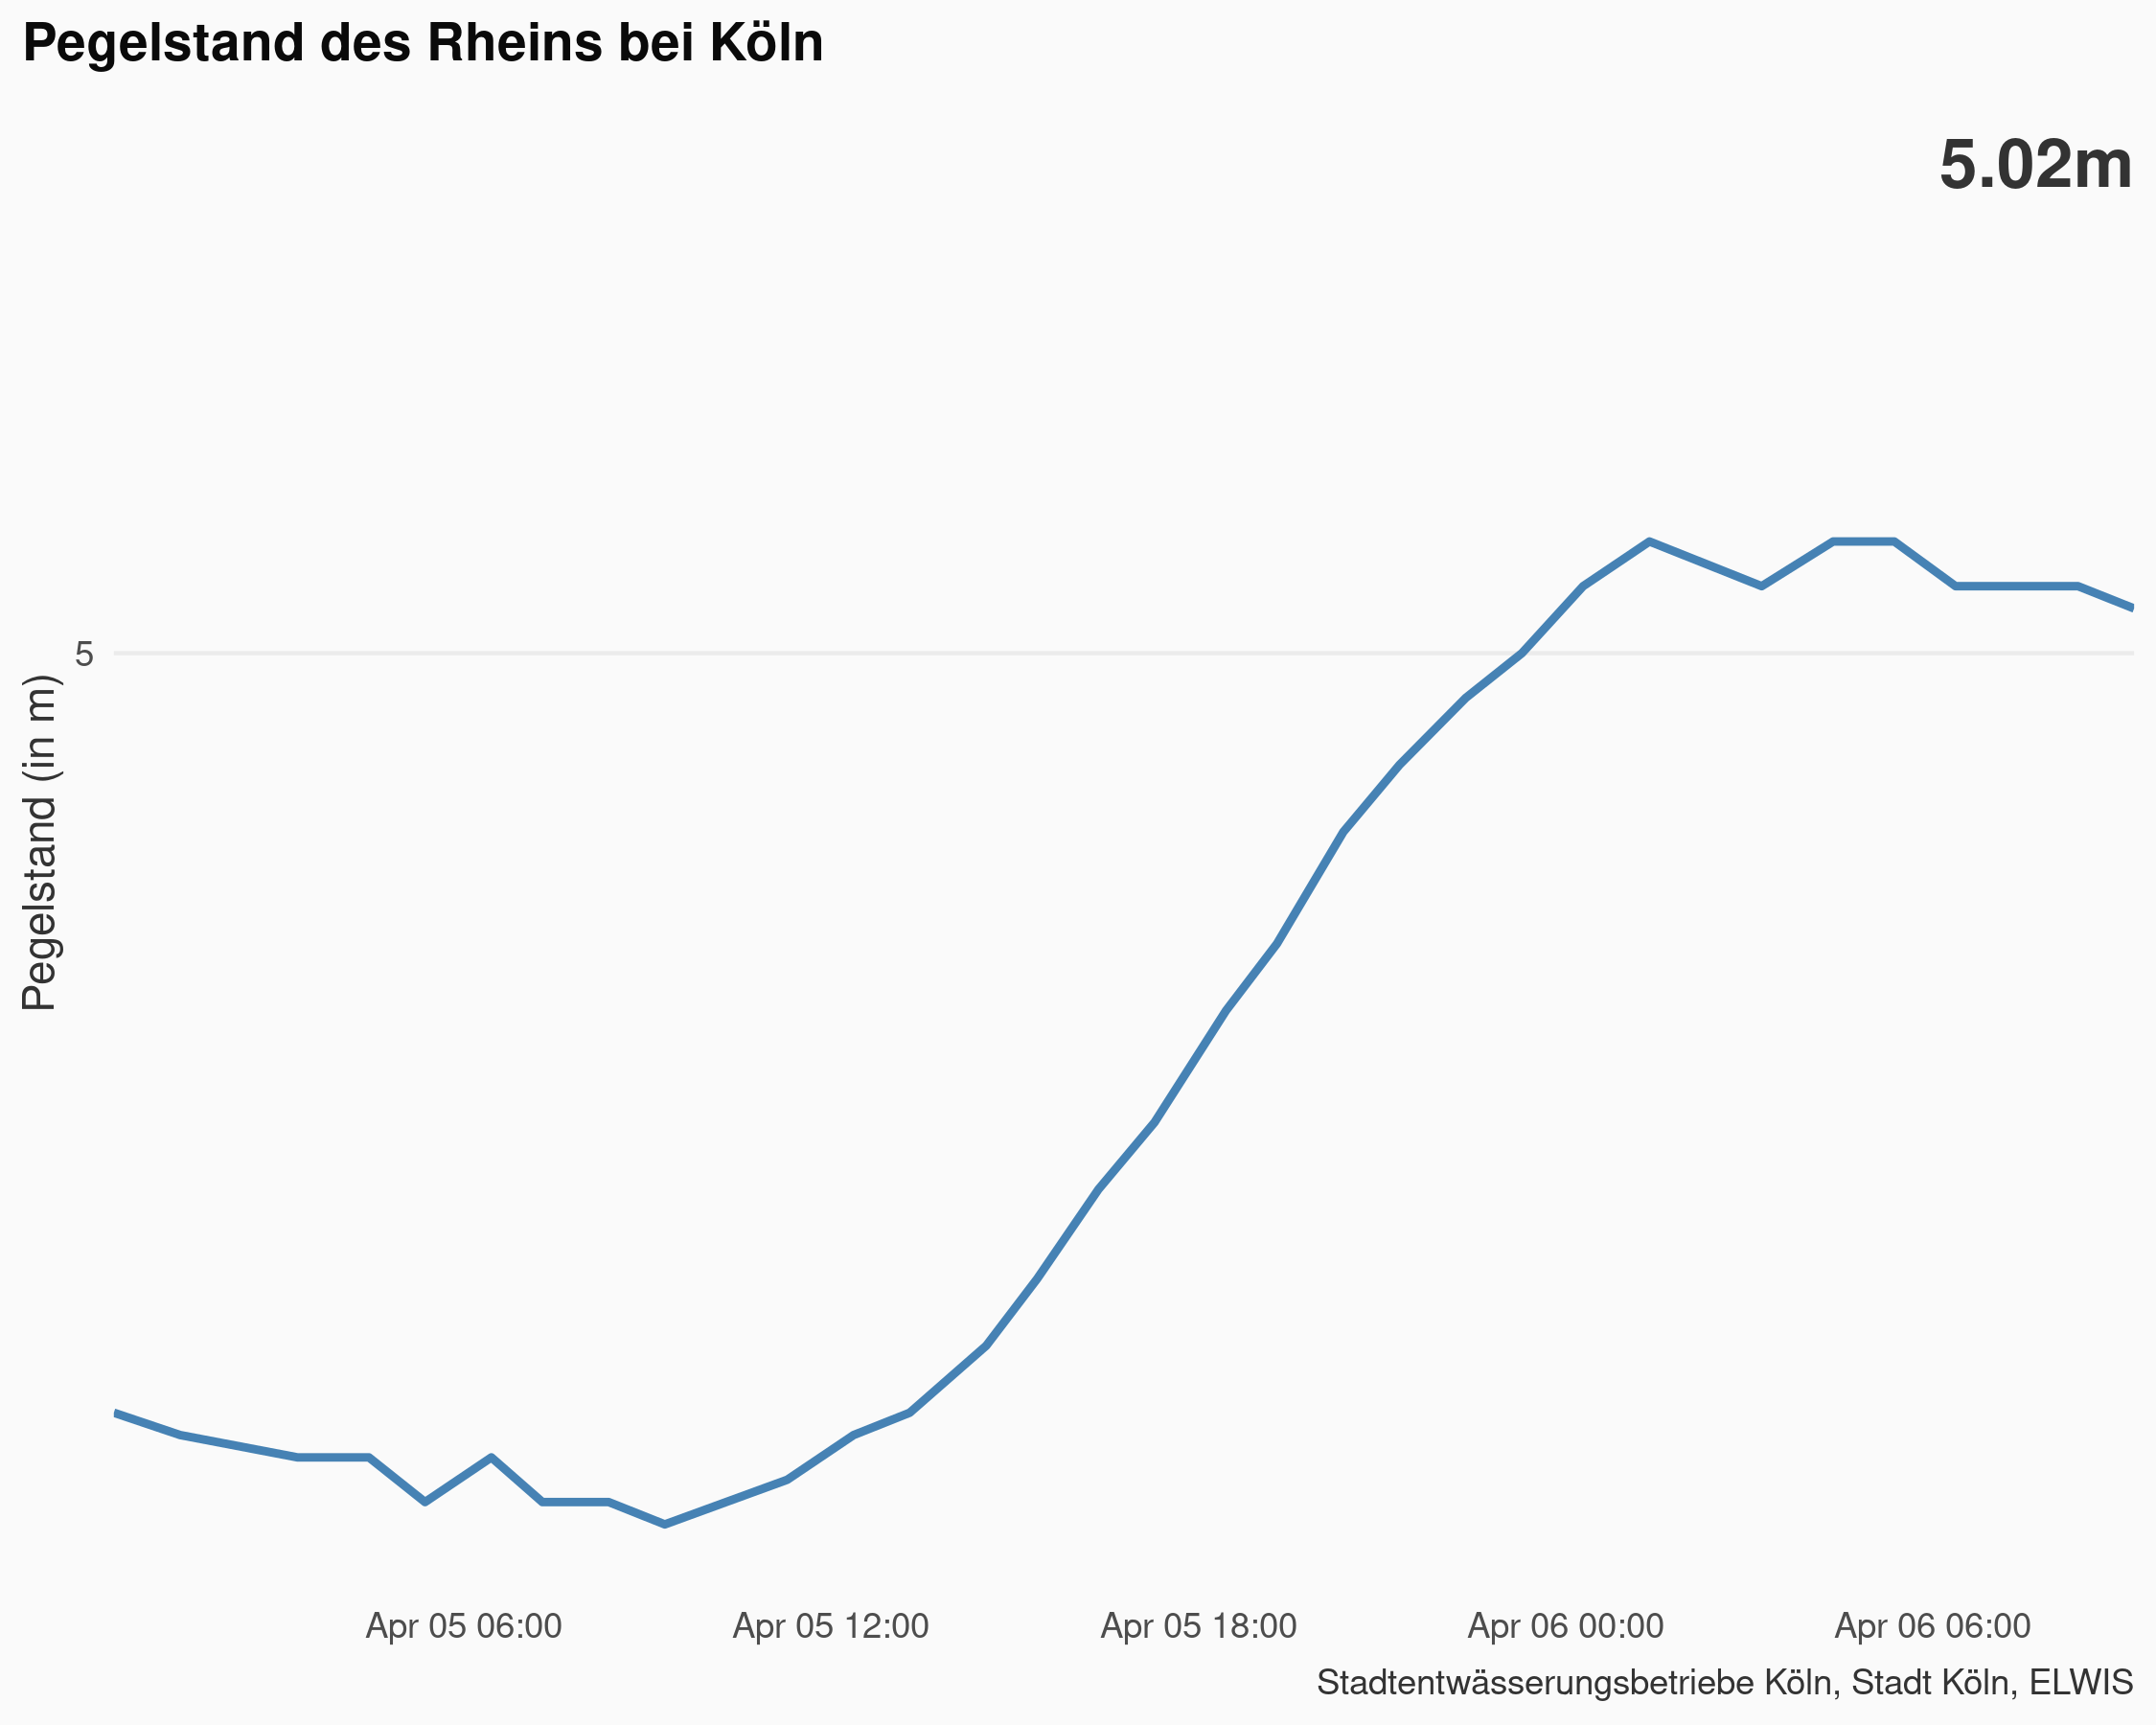 Pegelstand des Rheins bei Köln
5.02m
Pegelstand (in m)
5
Apr 05 06:00 Apr 05 12:00 Apr 05 18:00 Apr 06 00:00 Apr 06 06:00
Stadtentwässerungsbetriebe Köln, Stadt Köln, ELWIS